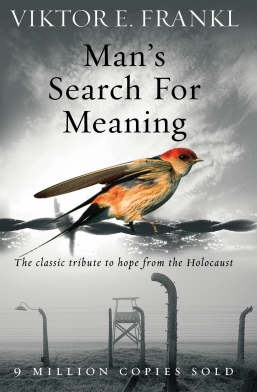 VIKTOR E. FRANKL
Man's
Search For
Meaning
The classic tribute to hope from the Holocaust
9 MILLION COPIES SOLD